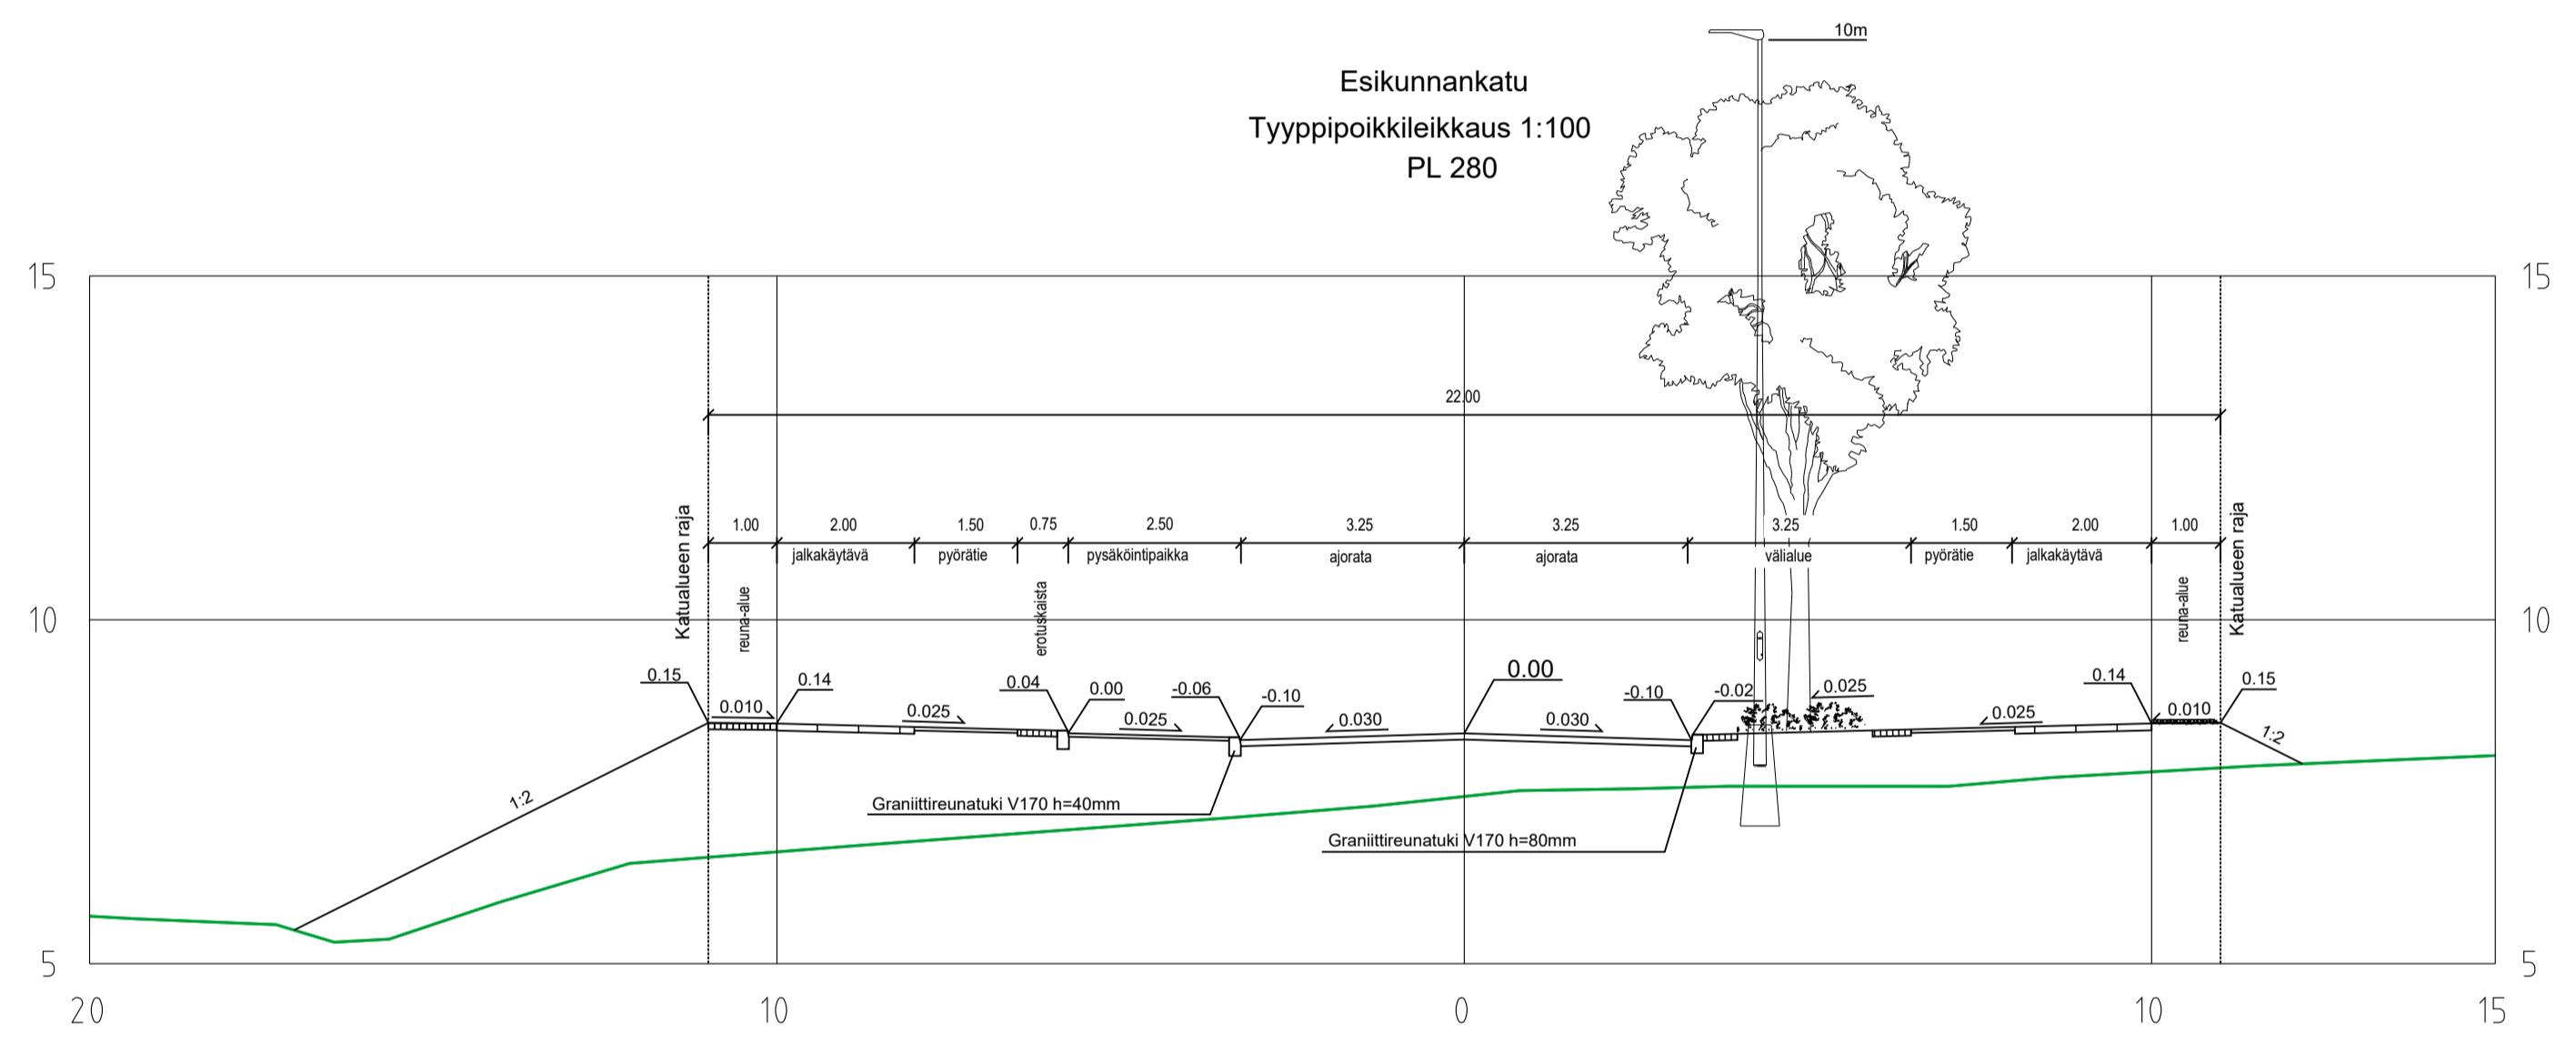 10m
Esikunnankatu
Tyyppipoikkileikkaus 1:100
PL 280
15
15
22.00
Katualueen raja
1.00
2.00
1.50
0.75
2.50
3.25
3.25
3.25
1.50
2.00
1.00
Katualueen raja
jalkakäytävä
pyörätie
pysäköintipaikka
ajorata
ajorata
välialue
pyörätie
jalkakäytävä
reuna-alue
erotuskaista
reuna-alue
10
10
0.15
0.14
0.04
0.00
-0.06
-0.10
0.00
-0.10
-0.02
0.025
0.14
0.15
0.010
0.025
0.025
0.030
0.030
0.025
0.010
1:2
1:2
Graniittireunatuki V170 h=40mm
Graniittireunatuki V170 h=80mm
5
5
20
10
0
10
15